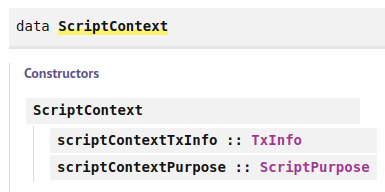 data ScriptContext
Constructors
ScriptContext
scriptContextTxInfo :: TxInfo
scriptContextPurpose :: ScriptPurpose